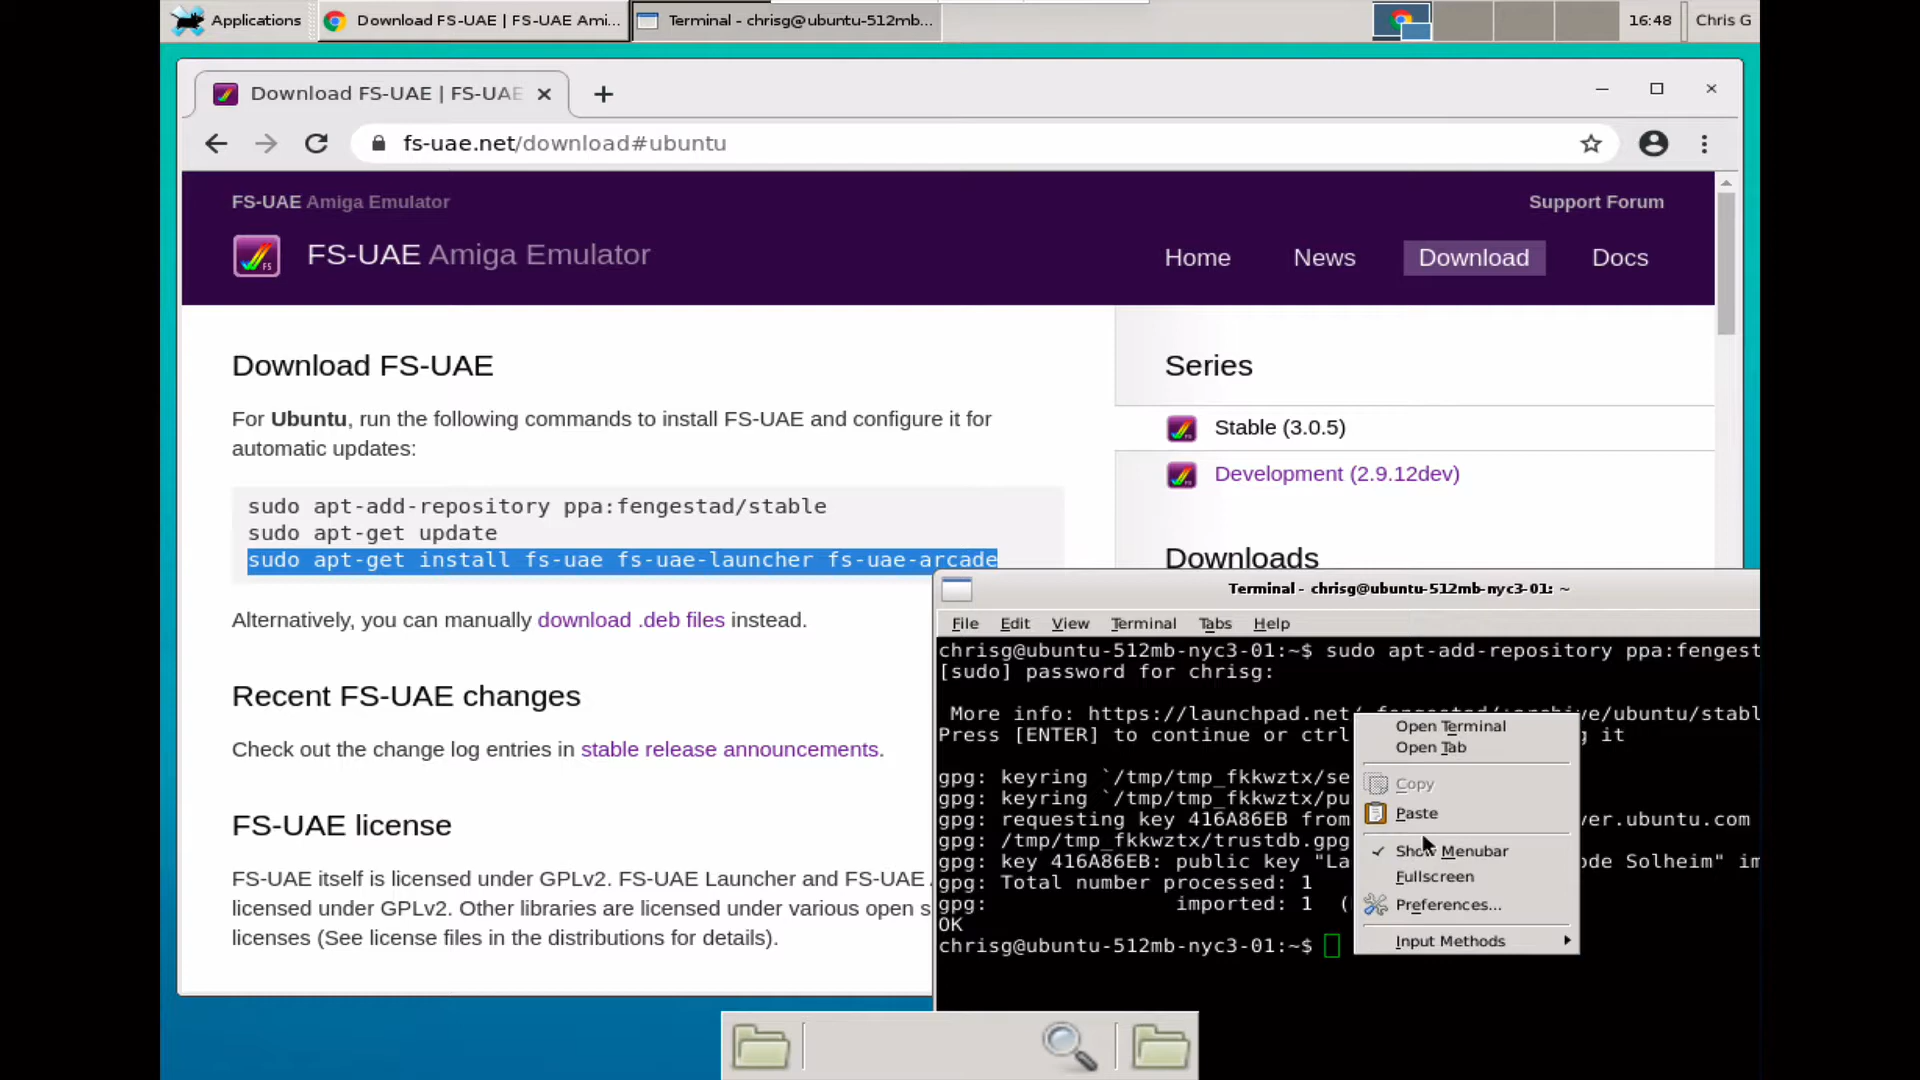 Applications
Download FS-UAE | FS-UAE Ami...
Terminal - chrisg@ubuntu-512mb...
16:48
Chris G
Download FS-UAE | FS-UAE
fs-uae.net/download#ubuntu
FS-UAE Amiga Emulator
Support Forum
FS-UAE Amiga Emulator
Home
News
Download
Docs
Download FS-UAE
For Ubuntu, run the following commands to install FS-UAE and configure it for
automatic updates:
sudo apt-add-repository ppa:fengestad/stable
sudo apt-get update
sudo apt-get install fs-uae fs-uae-launcher fs-uae-arcade
Alternatively, you can manually download .deb files instead.
Recent FS-UAE changes
Check out the change log entries in stable release announcements.
FS-UAE license
FS-UAE itself is licensed under GPLv2. FS-UAE Launcher and FS-UAE
licensed under GPLv2. Other libraries are licensed under various open s
licenses (See license files in the distributions for details).
Series
Stable (3.0.5)
Development (2.9.12dev)
Downloads
Terminal - chrisg@ubuntu-512mb-nyc3-01: ~
File Edit View Terminal Tabs Help
chrisg@ubuntu-512mb-nyc3-01:~$ sudo apt-add-repository ppa:fengest
[sudo] password for chrisg:
More info: https://launchpad.net/ ve/ubuntu/stabl
Press [ENTER] to continue or ctrl g it
gpg: keyring `/tmp/tmp_fkkwztx/se
gpg: keyring `/tmp/tmp_fkkwztx/pu
gpg: requesting key 416A86EB from ver.ubuntu.com
gpg: /tmp/tmp_fkkwztx/trustdb.gpg
gpg: key 416A86EB: public key "La ode Solheim" im
gpg: Total number processed: 1
gpg: imported: 1 (
OK
chrisg@ubuntu-512mb-nyc3-01:~$
Open Terminal
Open Tab
Copy
Paste
Show Menubar
Fullscreen
Preferences...
Input Methods